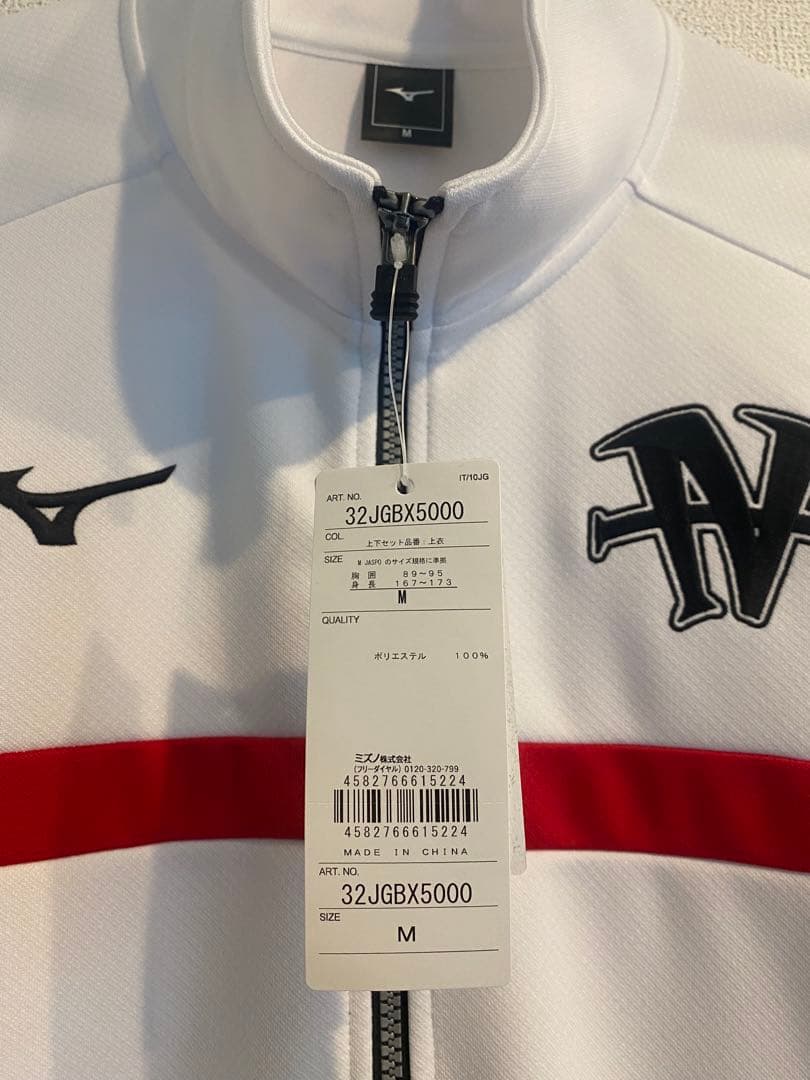 M
IT/10JG
ART. NO.
32JGBX5000
COL.
上下セット品番：上衣
SIZE
M JASPO のサイズ規格に準拠
胸 囲 89〜95
身 長 167〜173
M
QUALITY
ポリエステル 100%
ミズノ株式会社
(フリーダイヤル) 0120-320-799
4582766615224
4582766615224
MADE IN CHINA
ART. NO.
32JGBX5000
SIZE
M